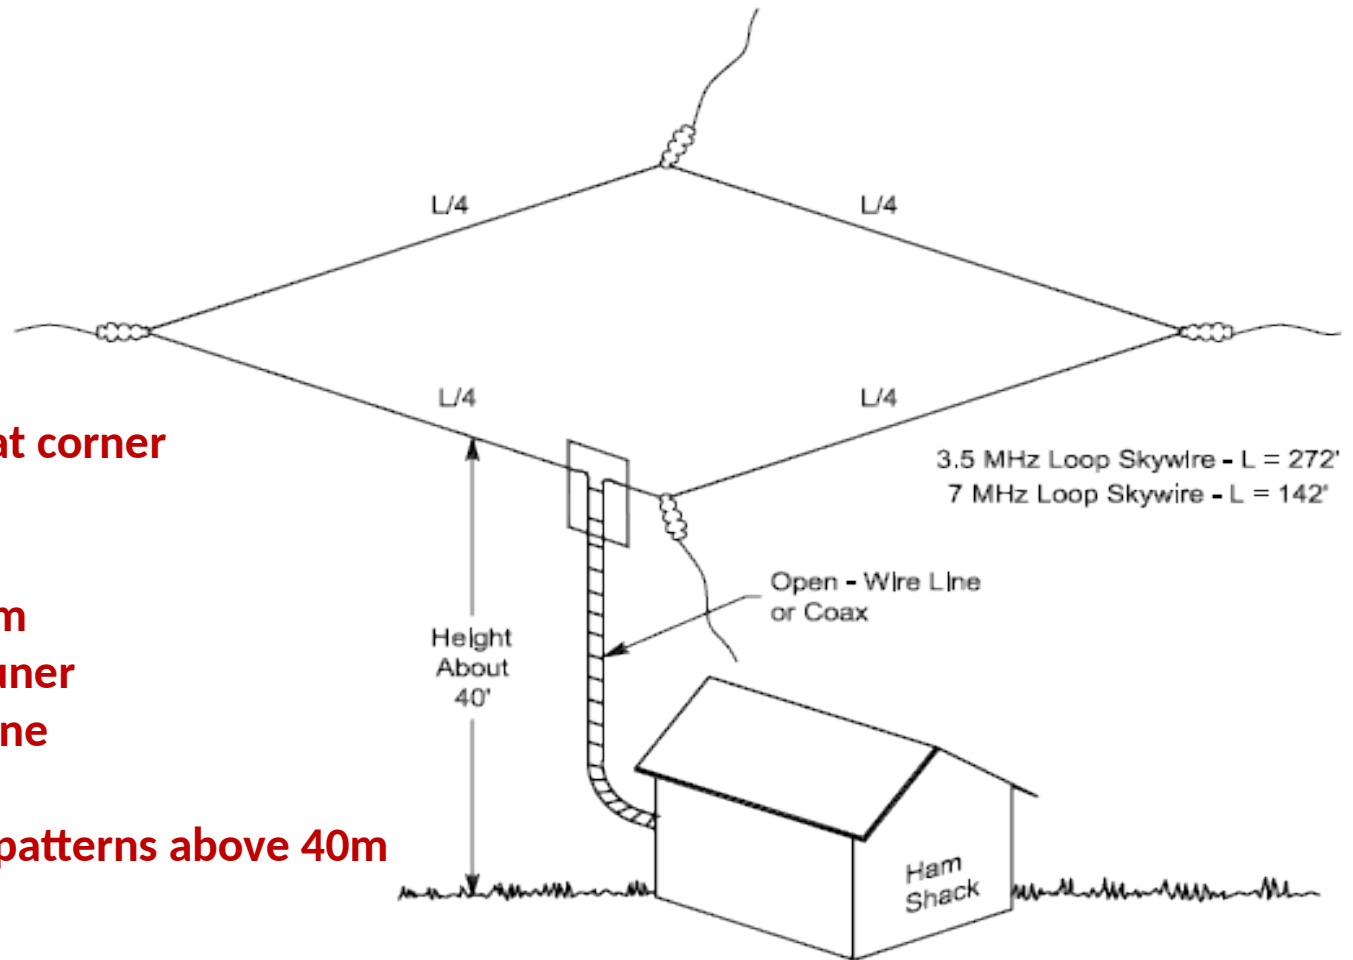 L/4
L/4
L/4
L/4
at corner
3.5 MHz Loop Skywire - L = 272'
7 MHz Loop Skywire - L = 142'
Open - Wire Line
or Coax
m
uner
ne
Height
About
40'
patterns above 40m
Ham
Shack